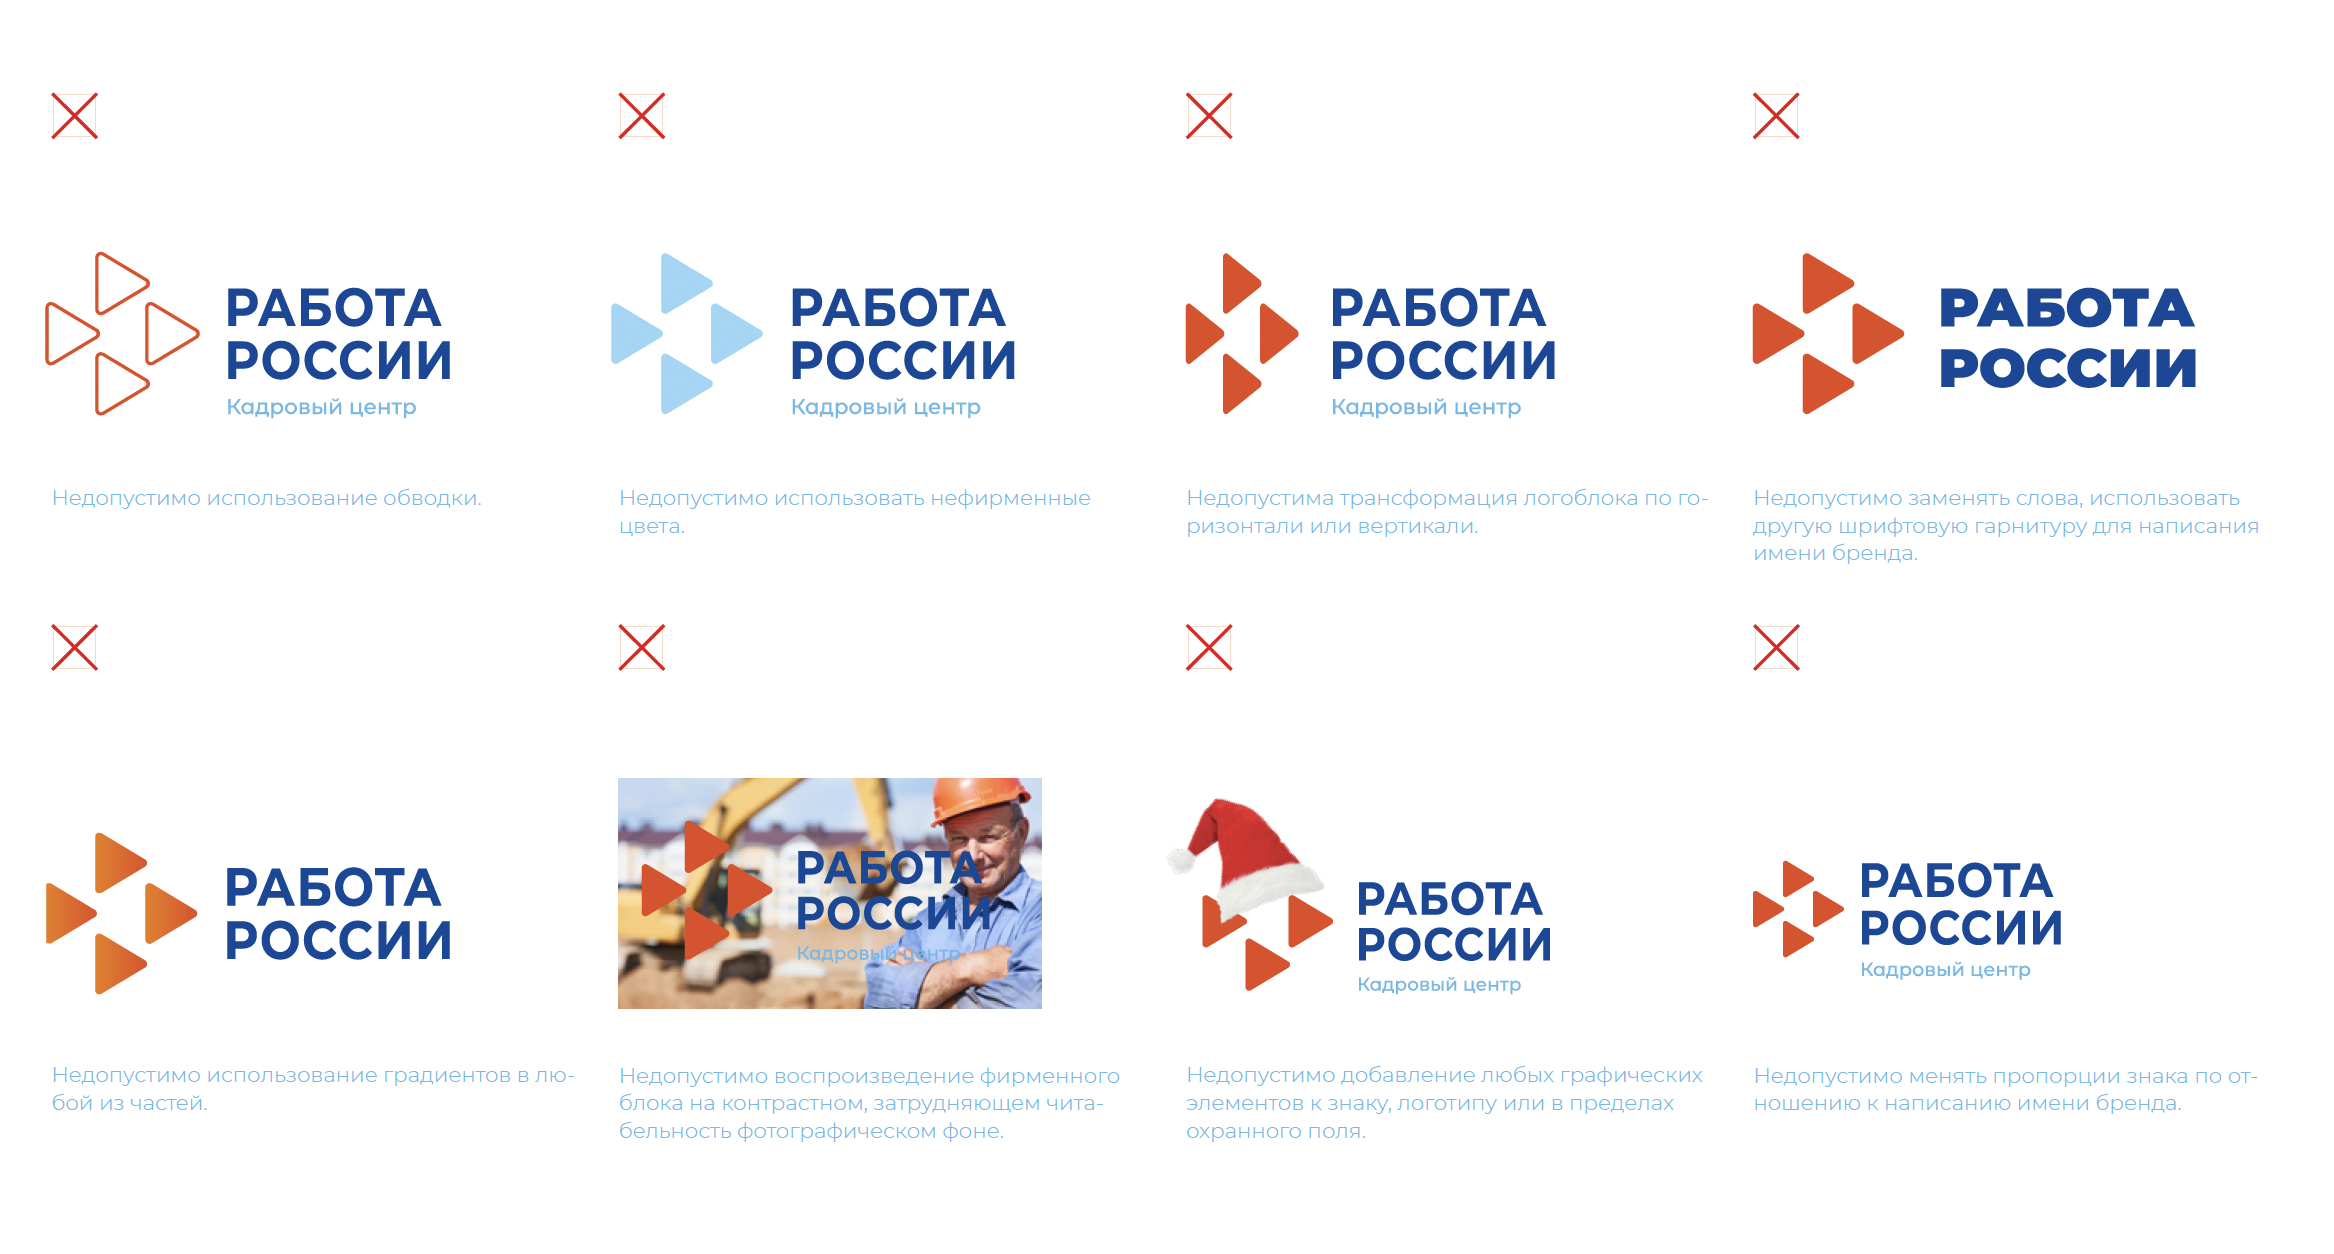 РАБОТА
РОССИИ
Кадровый центр
Недопустимо использование обводки.
РАБОТА
РОССИИ
Кадровый центр
Недопустимо использовать нефирменные
цвета.
РАБОТА
РОССИИ
Кадровый центр
Недопустима трансформация логоблока по го-
ризонтали или вертикали.
РАБОТА
РОССИИ
Недопустимо заменять слова, использовать
другую шрифтовую гарнитуру для написания
имени бренда.
РАБОТА
РОССИИ
Недопустимо использование градиентов в лю-
бой из частей.
РАБОТА
РОССИИ
Кадровый центр
Недопустимо воспроизведение фирменного
блока на контрастном, затрудняющем чита-
бельность фотографическом фоне.
РАБОТА
РОССИИ
Кадровый центр
Недопустимо добавление любых графических
элементов к знаку, логотипу или в пределах
охранного поля.
РАБОТА
РОССИИ
Кадровый центр
Недопустимо менять пропорции знака по от-
ношению к написанию имени бренда.